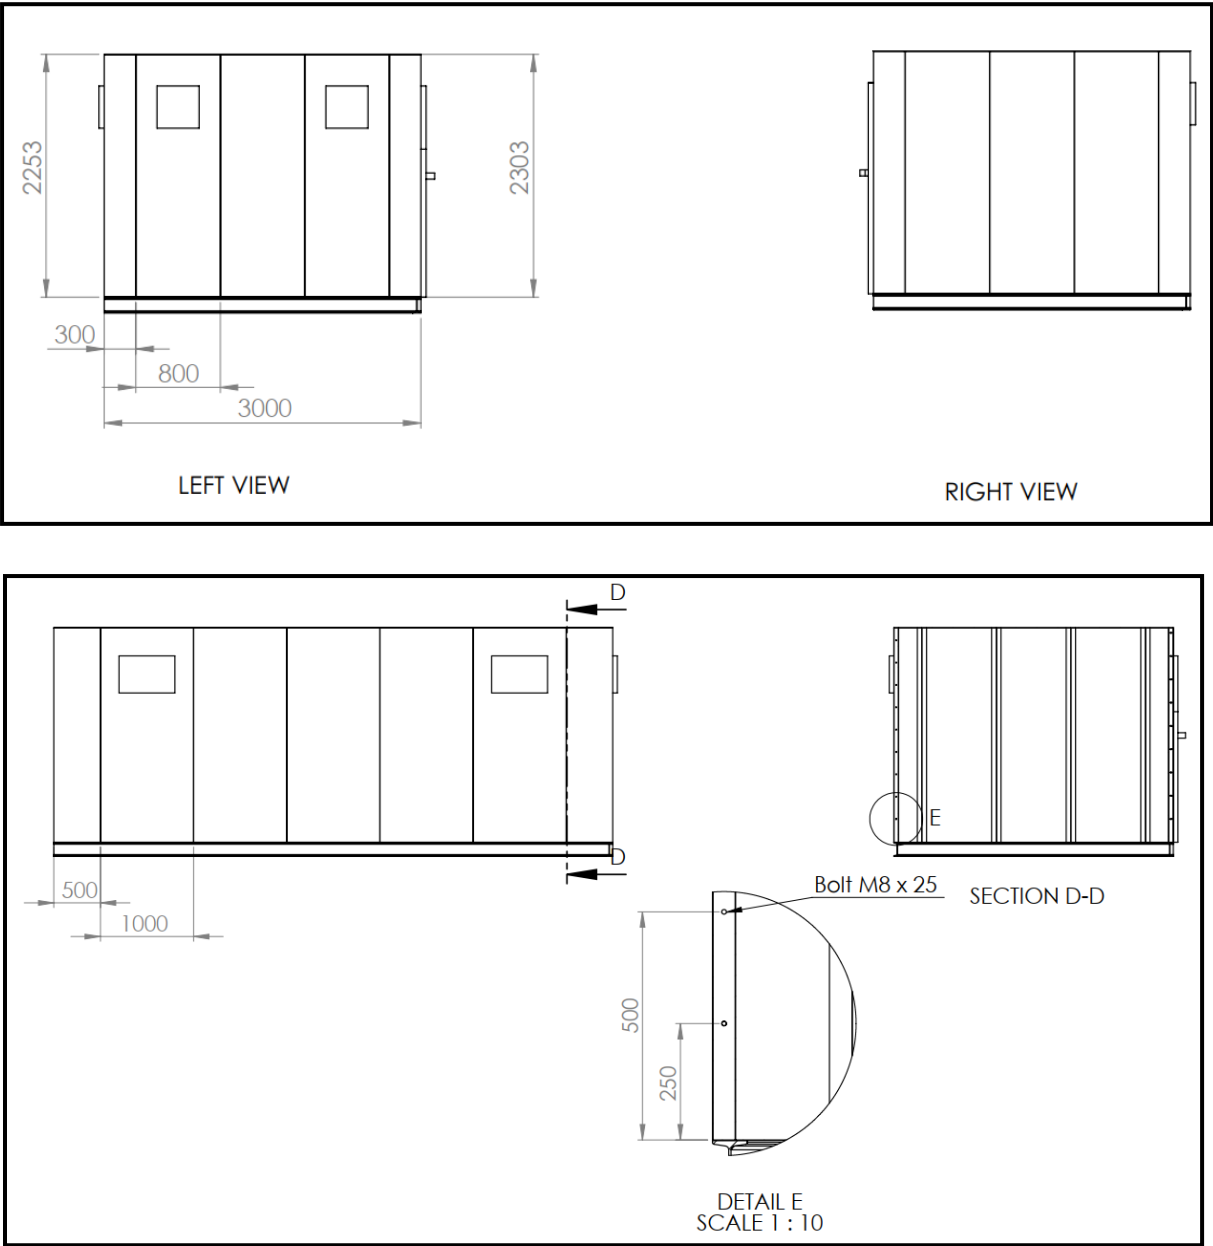 2253
2303
300
800
3000
LEFT VIEW
RIGHT VIEW
D
D
E
500
1000
Bolt M8 x 25
SECTION D-D
500
250
DETAIL E
SCALE 1 : 10